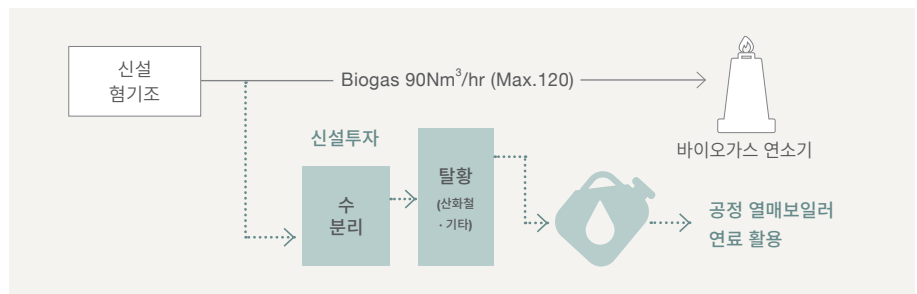 신설
혐기조
Biogas 90Nm³/hr (Max.120)
바이오가스 연소기
신설투자
수
분리
탈황
(산화철
· 기타)
공정 열매보일러
연료 활용